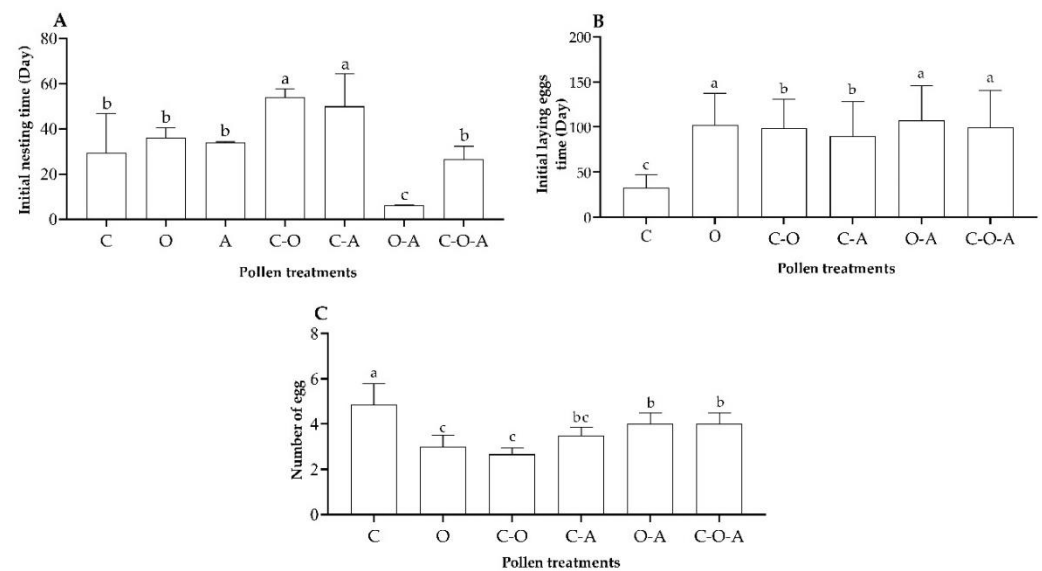 A
Initial nesting time (Day)
80
60
40
20
0
b
b
b
a
a
c
b
C O A C-O C-A O-A C-O-A
Pollen treatments
B
Initial laying eggs
time (Day)
200
150
100
50
0
c
a
b
b
a
a
C O C-O C-A O-A C-O-A
Pollen treatments
C
Number of egg
8
6
4
2
0
a
c
c
bc
b
b
C O C-O C-A O-A C-O-A
Pollen treatments